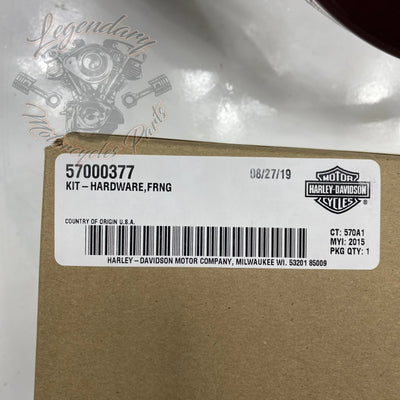 Legendary
Motorcycles Parts
57000377
08/27/19
KIT-HARDWARE,FRNG
MOTOR
HARLEY-DAVIDSON
CYCLES
®
COUNTRY OF ORIGIN U.S.A.
CT: 570A1
MYI: 2015
PKG QTY: 1
HARLEY-DAVIDSON MOTOR COMPANY, MILWAUKEE WI. 53201 85009